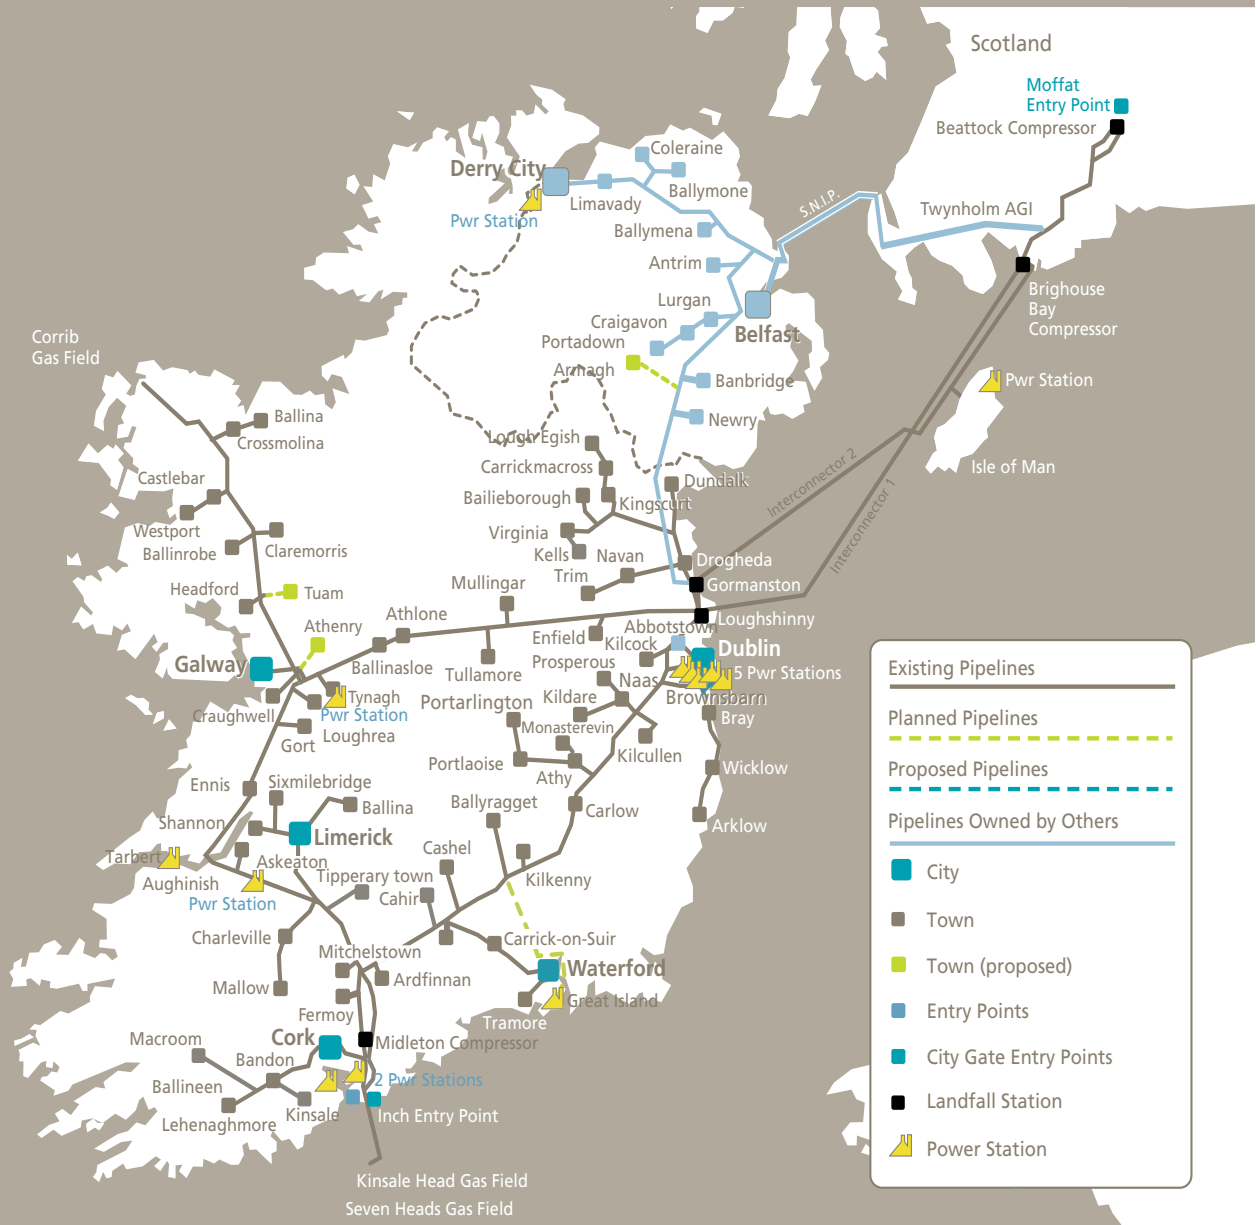 Scotland
Moffat
Entry Point
Beattock Compressor
Coleraine
Derry City
Ballymone
Limavady
Pwr Station
S.N.I.P.
Twynholm AGI
Ballymena
Antrim
Brighouse
Bay
Compressor
Lurgan
Craigavon
Belfast
Portadown
Corrib
Gas Field
Armagh
Banbridge
Pwr Station
Ballina
Newry
Crossmolina
Lough Egish
Carrickmacross
Interconnector 2
Isle of Man
Castlebar
Dundalk
Bailieborough
Kingscurt
Interconnector 1
Westport
Virginia
Ballinrobe
Claremorris
Kells
Navan
Drogheda
Trim
Mullingar
Gormanston
Headford
Tuam
Athlone
Loughshinny
Athenry
Abbotstown
Enfield
Kilcock
Dublin
Galway
Ballinasloe
Prosperous
Tullamore
5 Pwr Stations
Naas
Tynagh
Kildare
Brownsbarn
Portarlington
Craughwell
Pwr Station
Bray
Monasterevin
Loughrea
Gort
Kilcullen
Portlaoise
Wicklow
Athy
Ennis
Sixmilebridge
Ballyragget
Ballina
Carlow
Shannon
Arklow
Limerick
Cashel
Tarbert
Askeaton
Tipperary town
Kilkenny
Aughinish
Cahir
Pwr Station
Charleville
Carrick-on-Suir
Mitchelstown
Waterford
Ardfinnan
Mallow
Great Island
Fermoy
Tramore
Macroom
Cork
Midleton Compressor
Bandon
2 Pwr Stations
Ballineen
Kinsale
Inch Entry Point
Lehenaghmore
Kinsale Head Gas Field
Seven Heads Gas Field
Existing Pipelines
Planned Pipelines
Proposed Pipelines
Pipelines Owned by Others
City
Town
Town (proposed)
Entry Points
City Gate Entry Points
Landfall Station
Power Station